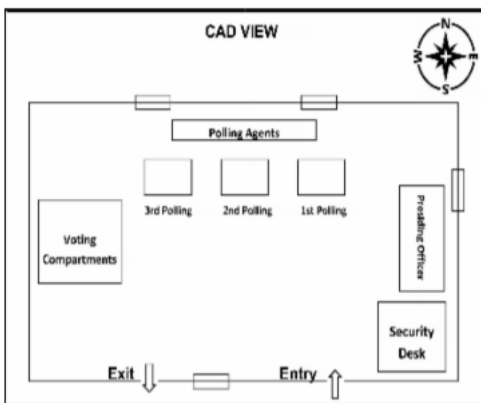 CAD VIEW
N
W
E
S
Polling Agents
3rd Polling
2nd Polling
1st Polling
Voting
Compartments
Presiding Officer
Security
Desk
Exit
Entry